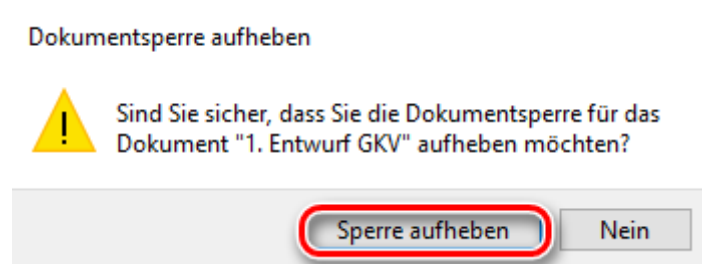 Dokumentsperre aufheben
Sind Sie sicher, dass Sie die Dokumentsperre für das
Dokument "1. Entwurf GKV" aufheben möchten?
Sperre aufheben Nein